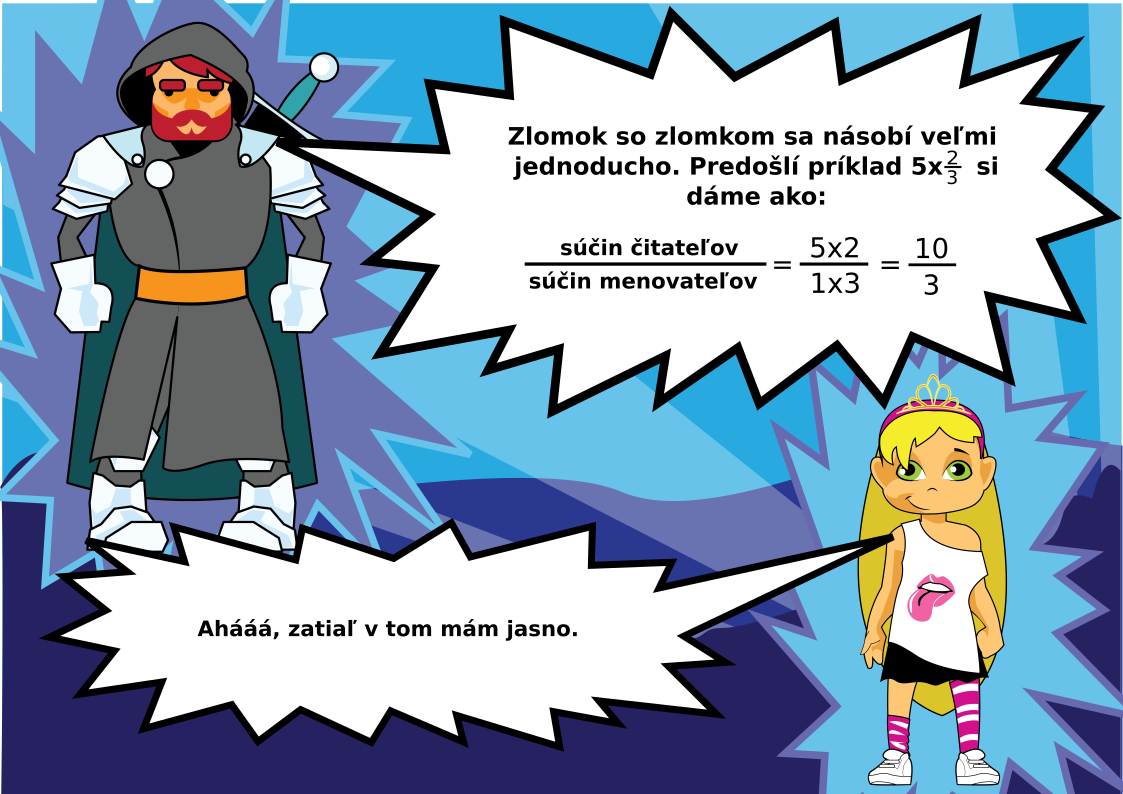 Zlomok so zlomkom sa násobí veľmi
jednoducho. Predošlí príklad 5x2/3 si
dáme ako:
súčin čitateľov / súčin menovateľov = 5x2 / 1x3 = 10 / 3
Ahááá, zatiaľ v tom mám jasno.